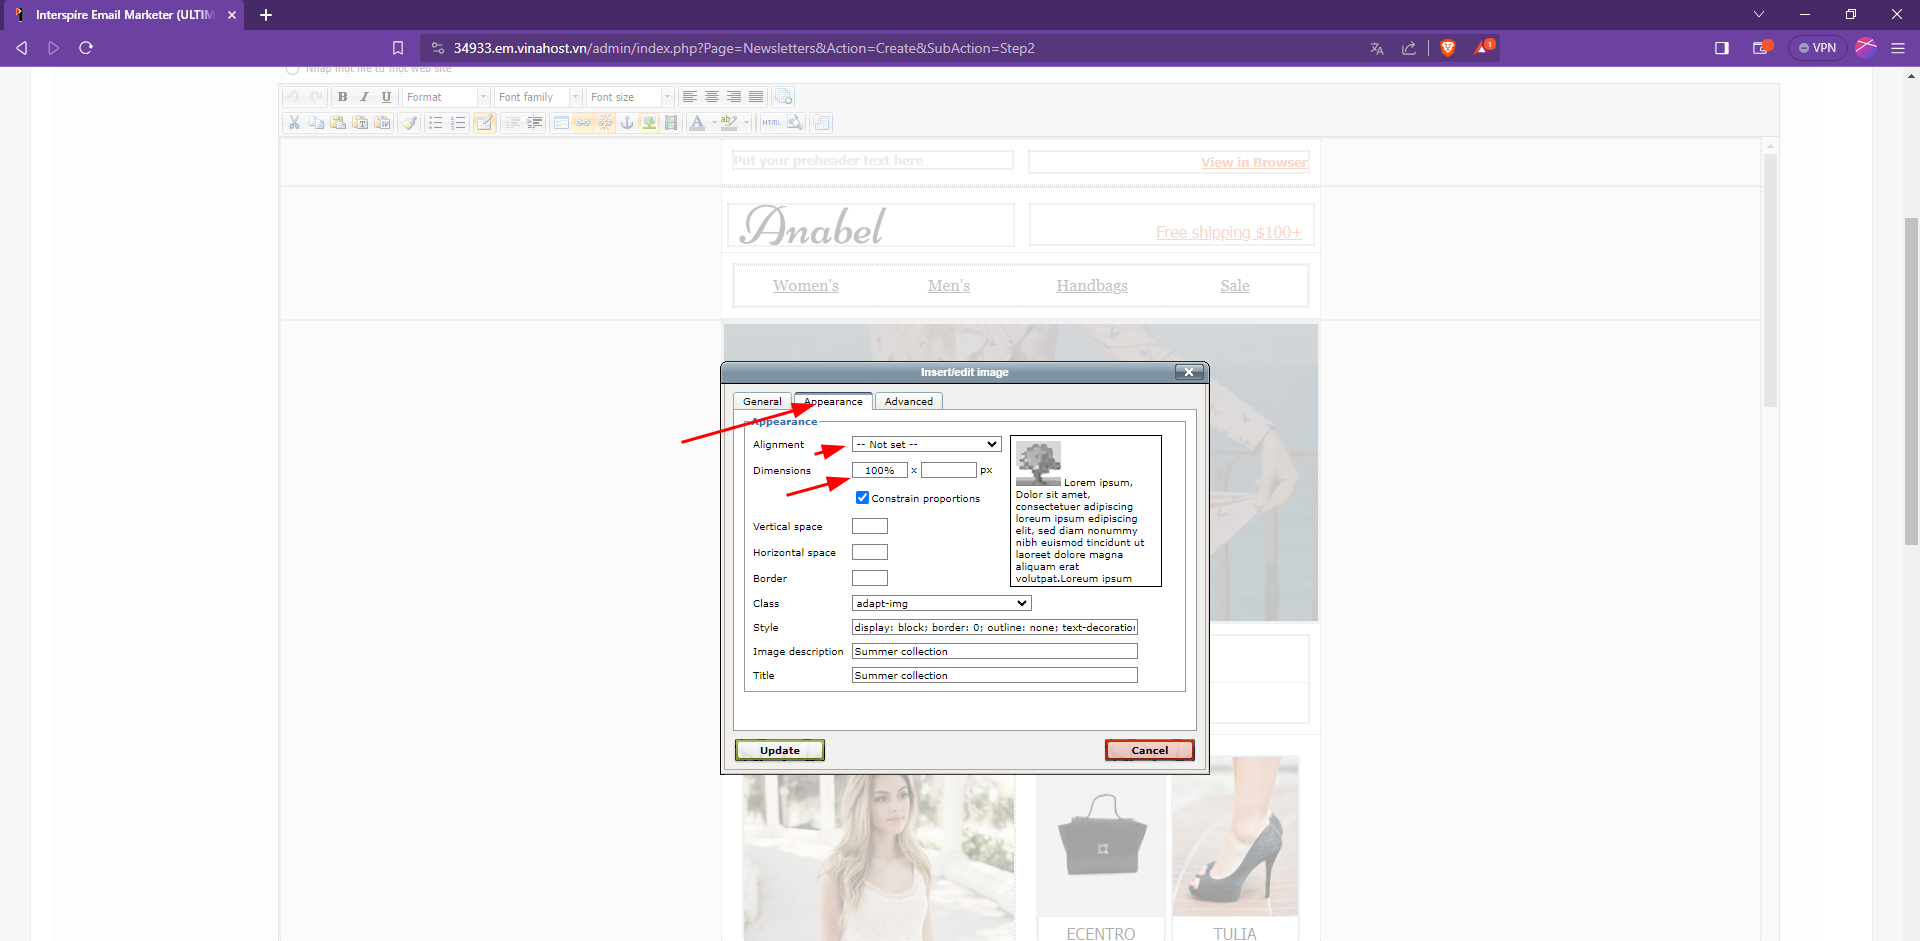 Interspire Email Marketer (ULTIM
34933.em.vinahost.vn/admin/index.php?Page=Newsletters&Action=Create&SubAction=Step2
1
VPN
Nhập một file từ một web site
B I U Format Font family Font size
HTML
Put your preheader text here
View in Browser
Anabel
Free shipping $100+
Women's Men's Handbags Sale
Insert/edit image
General Appearance Advanced
Appearance
Alignment -- Not set --
Dimensions 100% x px
Constrain proportions
Vertical space
Horizontal space
Border
Lorem ipsum,
Dolor sit amet,
consectetuer adipiscing
loreum ipsum edipiscing
elit, sed diam nonummy
nibh euismod tincidunt ut
laoreet dolore magna
aliquam erat
volutpat.Loreum ipsum
Class adapt-img
Style display: block; border: 0; outline: none; text-decoration
Image description Summer collection
Title Summer collection
Update Cancel
ECENTRO TULIA